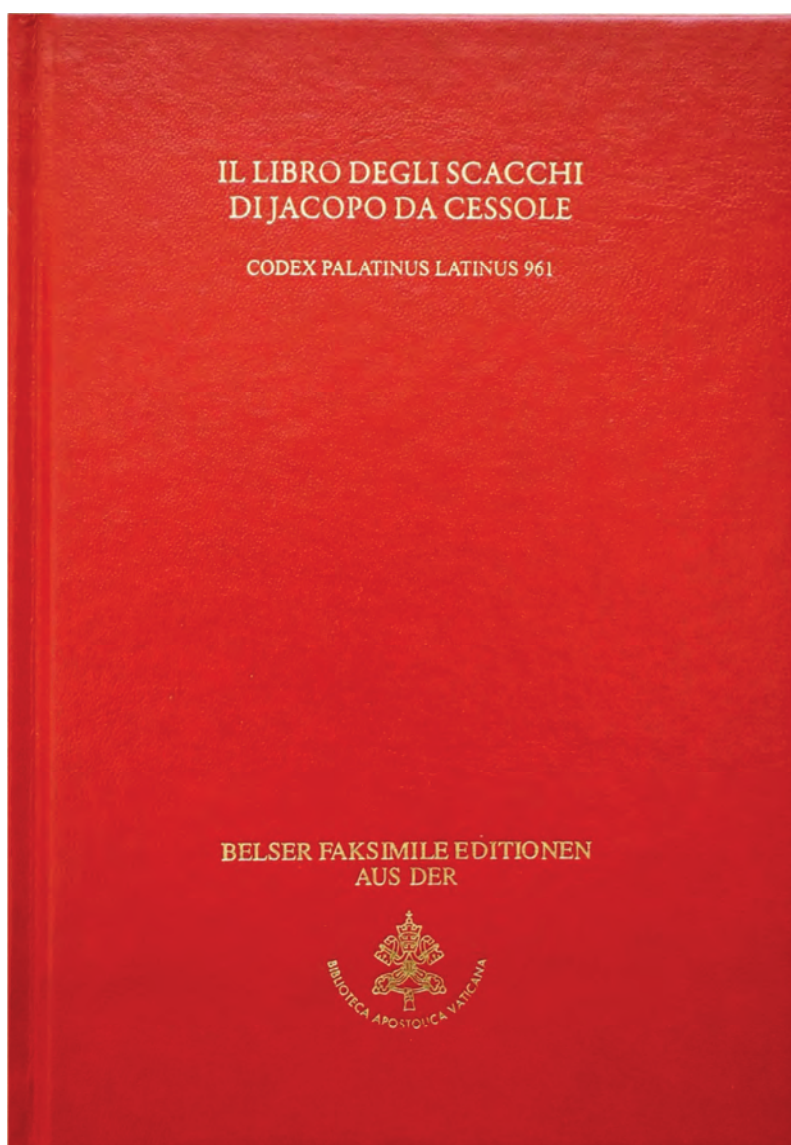 IL LIBRO DEGLI SCACCHI
DI JACOPO DA CESSOLE
CODEX PALATINUS LATINUS 961
BELSER FAKSIMILE EDITIONEN
AUS DER
BIBLIOTECA APOSTOLICA VATICANA